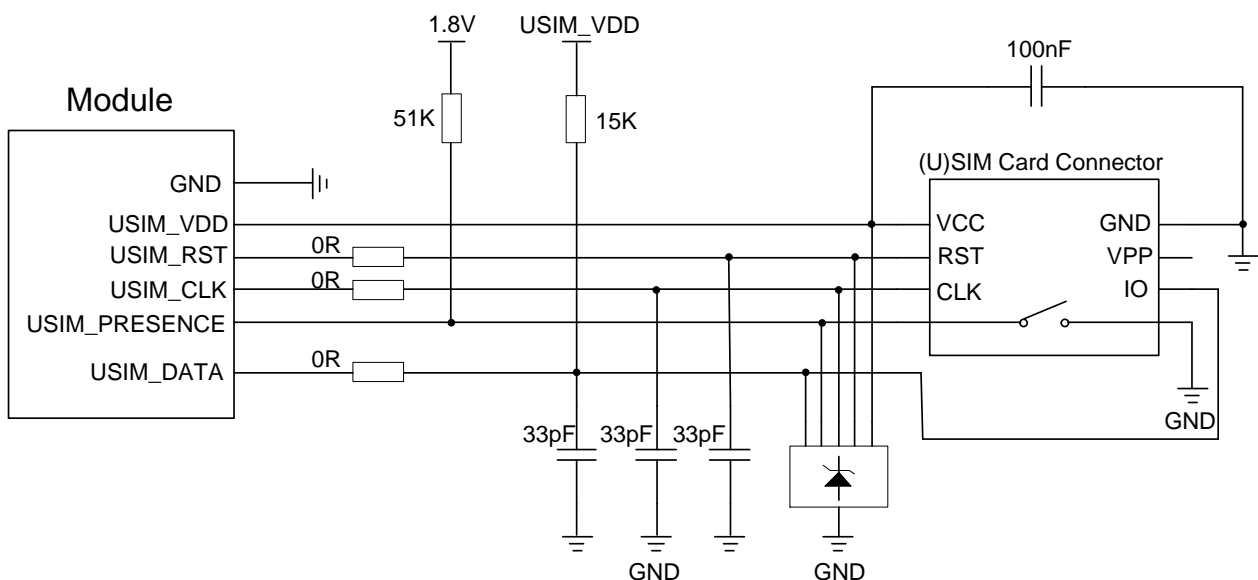 1.8V
USIM_VDD
100nF
Module
51K
15K
(U)SIM Card Connector
GND
USIM_VDD
VCC
GND
USIM_RST
0R
RST
VPP
USIM_CLK
0R
CLK
IO
USIM_PRESENCE
USIM_DATA
0R
GND
33pF
33pF
33pF
GND
GND